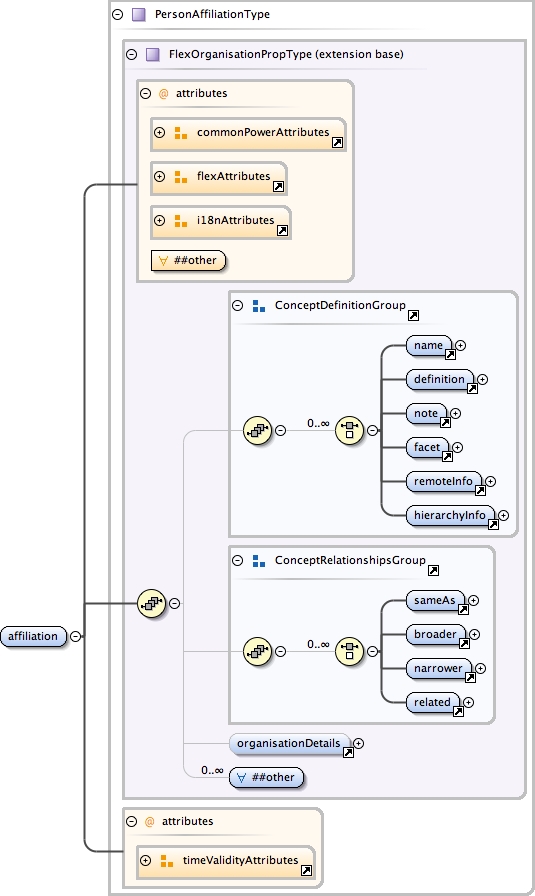 PersonAffiliationType
FlexOrganisationPropType (extension base)
@ attributes
commonPowerAttributes
flexAttributes
i18nAttributes
∀ ##other
ConceptDefinitionGroup
0..∞
name
definition
note
facet
remoteInfo
hierarchyInfo
ConceptRelationshipsGroup
0..∞
sameAs
broader
narrower
related
affiliation
organisationDetails
0..∞
∀ ##other
@ attributes
timeValidityAttributes